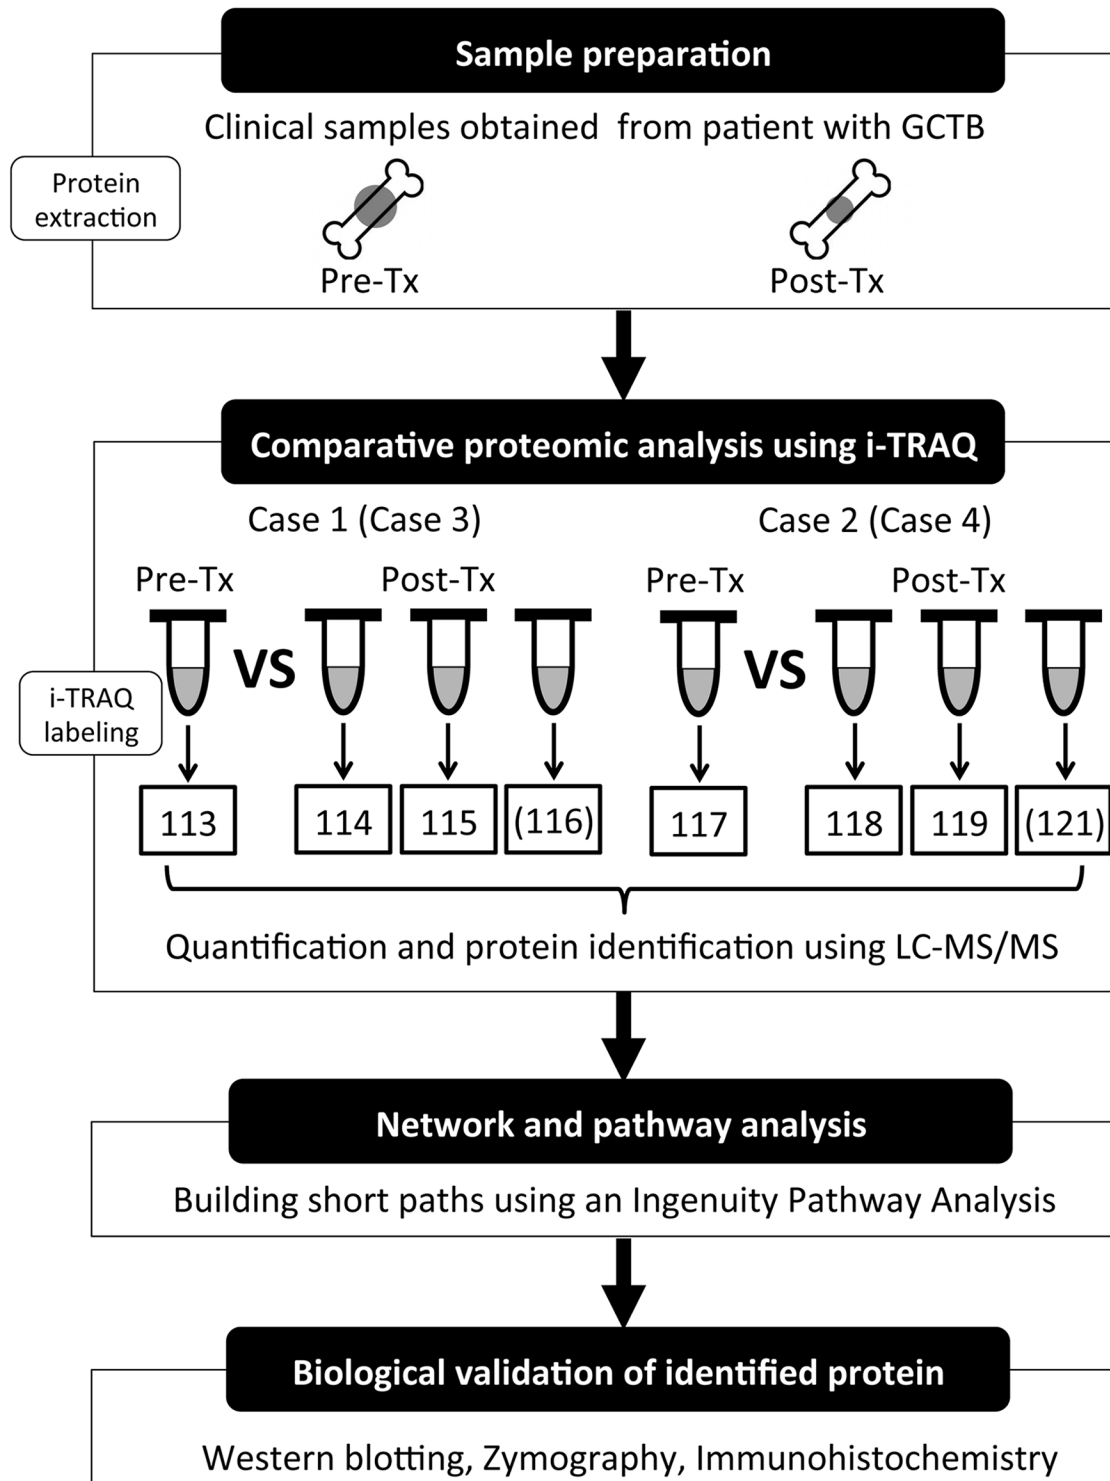 Sample preparation
Clinical samples obtained from patient with GCTB
Protein
extraction
Pre-Tx Post-Tx
Comparative proteomic analysis using i-TRAQ
Case 1 (Case 3) Case 2 (Case 4)
Pre-Tx Post-Tx Pre-Tx Post-Tx
VS VS
i-TRAQ
labeling
113 114 115 (116) 117 118 119 (121)
Quantification and protein identification using LC-MS/MS
Network and pathway analysis
Building short paths using an Ingenuity Pathway Analysis
Biological validation of identified protein
Western blotting, Zymography, Immunohistochemistry